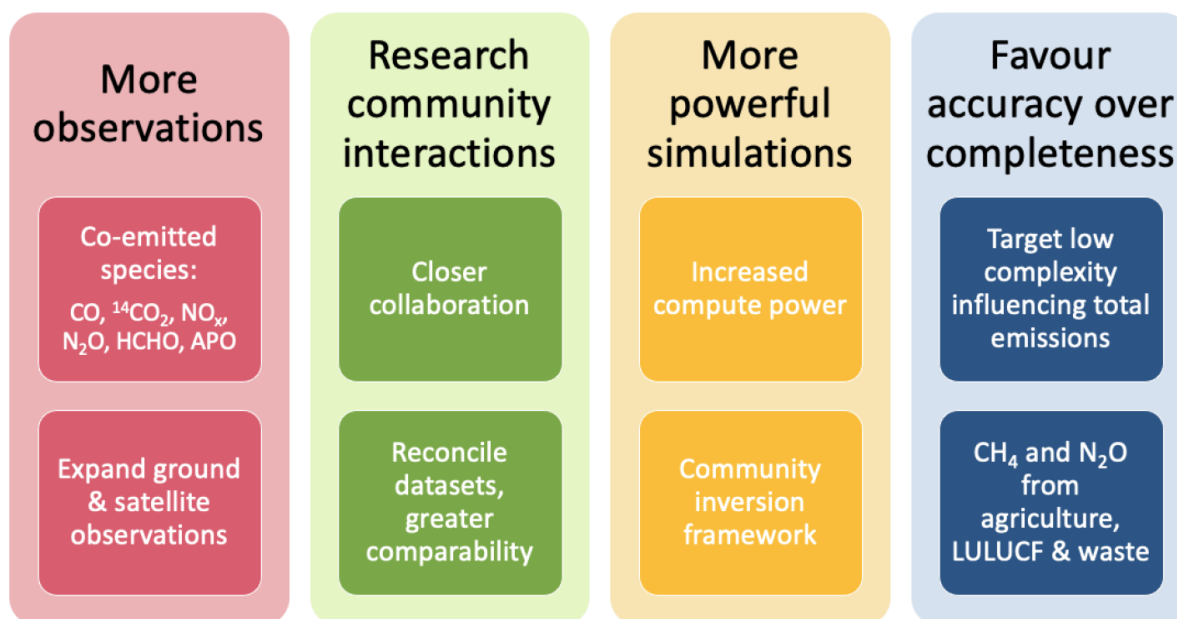 More
observations
Co-emitted
species:
CO, ¹⁴CO₂, NOₓ,
N₂O, HCHO, APO
Expand ground
& satellite
observations
Research
community
interactions
Closer
collaboration
Reconcile
datasets,
greater
comparability
More
powerful
simulations
Increased
compute power
Community
inversion
framework
Favour
accuracy over
completeness
Target low
complexity
influencing total
emissions
CH₄ and N₂O
from
agriculture,
LULUCF & waste